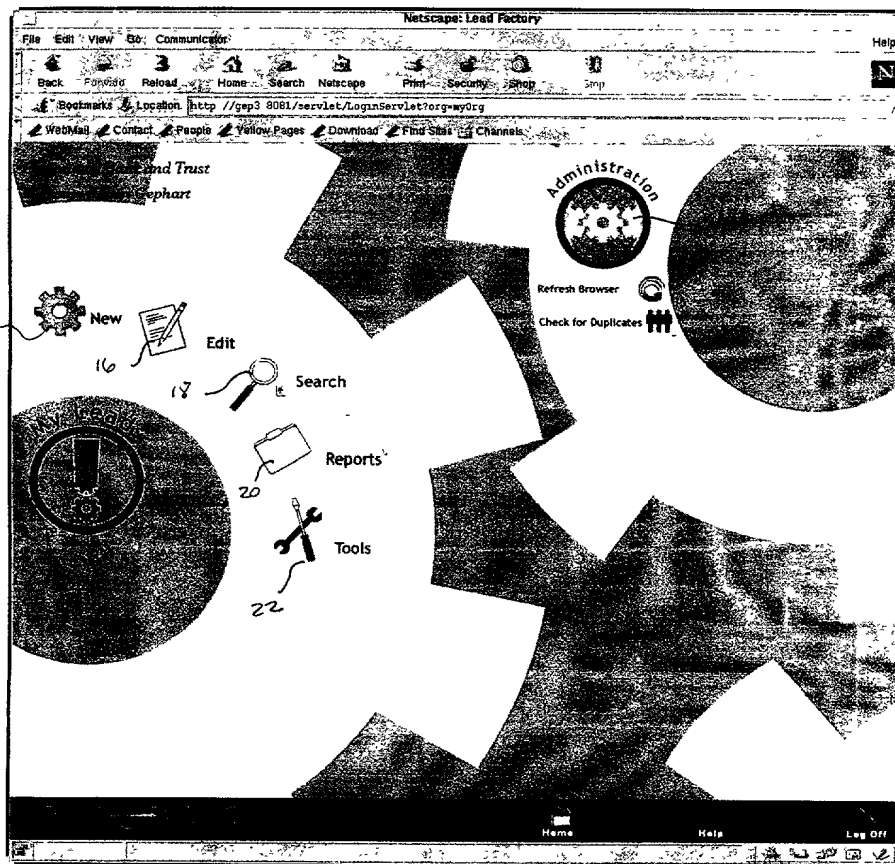 Netscape: Lead Factory
File Edit View Go Communicator Help
Back Forward Reload Home Search Netscape Print Security Shop Stop
N
Bookmarks Location http //gep3 8081/servlet/LoginServlet?org=myOrg
WebMail Contact People Yellow Pages Download Find Sites Channels
and Trust
ephart
Administration
Refresh Browser
Check for Duplicates
New
16
Edit
18
Search
My Leads
20
Reports
22
Tools
Home Help Log Off